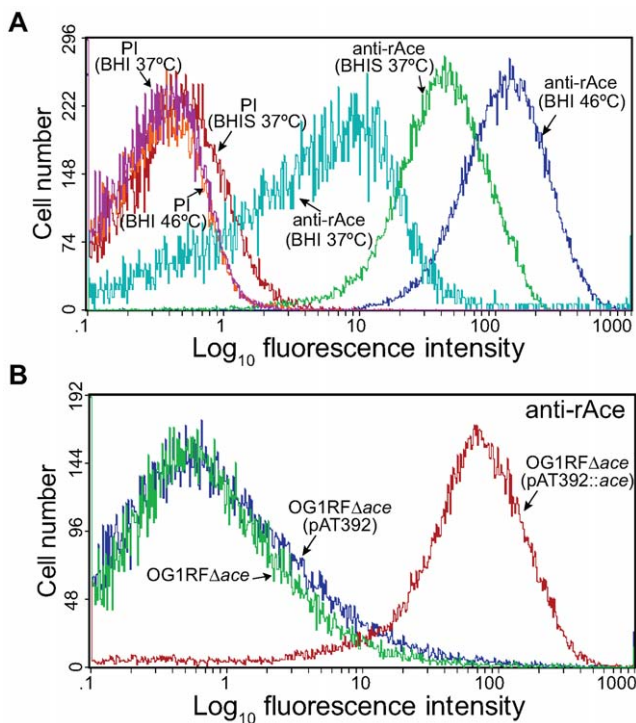 A
296
222
148
74
0
Cell number
PI
(BHI 37ºC)
PI
(BHIS 37ºC)
PI
(BHI 46ºC)
anti-rAce
(BHI 37ºC)
anti-rAce
(BHIS 37ºC)
anti-rAce
(BHI 46ºC)
.1 1 10 100 1000
Log10 fluorescence intensity
B
192
144
96
48
0
Cell number
anti-rAce
OG1RFΔace
(pAT392::ace)
OG1RFΔace
(pAT392)
OG1RFΔace
.1 1 10 100 1000
Log10 fluorescence intensity